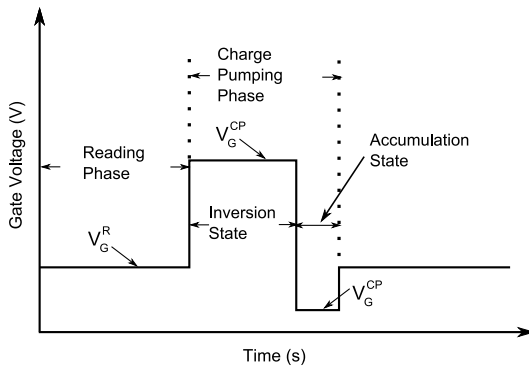 Gate Voltage (V)
Charge
Pumping
Phase
V_G^CP
Accumulation
State
Reading
Phase
Inversion
State
V_G^R
V_G^CP
Time (s)